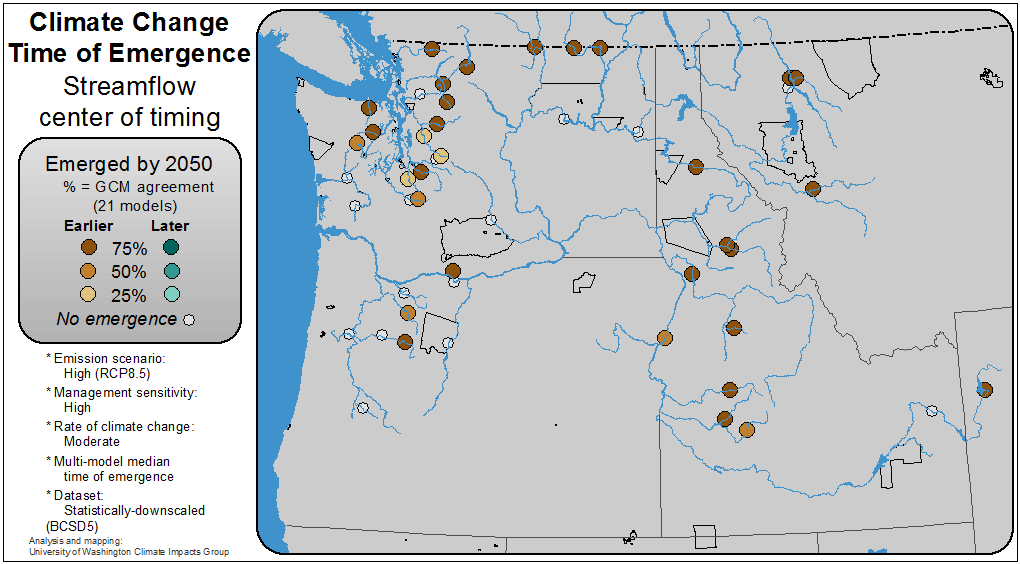 Climate Change
Time of Emergence
Streamflow
center of timing
Emerged by 2050
% = GCM agreement
(21 models)
Earlier Later
75%
50%
25%
No emergence
* Emission scenario:
High (RCP8.5)
* Management sensitivity:
High
* Rate of climate change:
Moderate
* Multi-model median
time of emergence
* Dataset:
Statistically-downscaled
(BCSD5)
Analysis and mapping:
University of Washington Climate Impacts Group